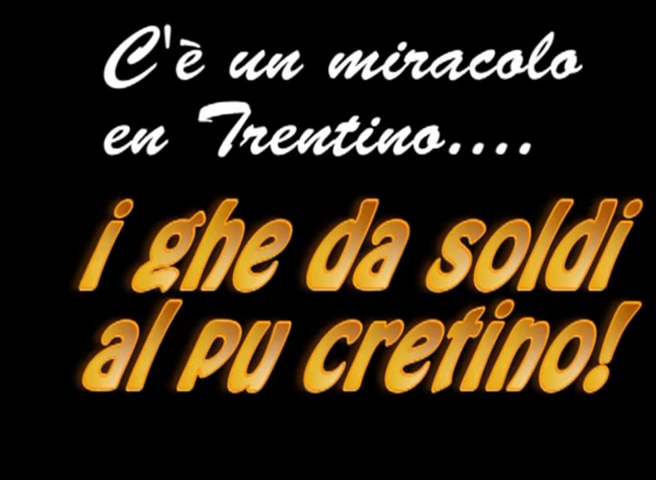 C'è un miracolo
en Trentino....
i ghe da soldi
al pu cretino!